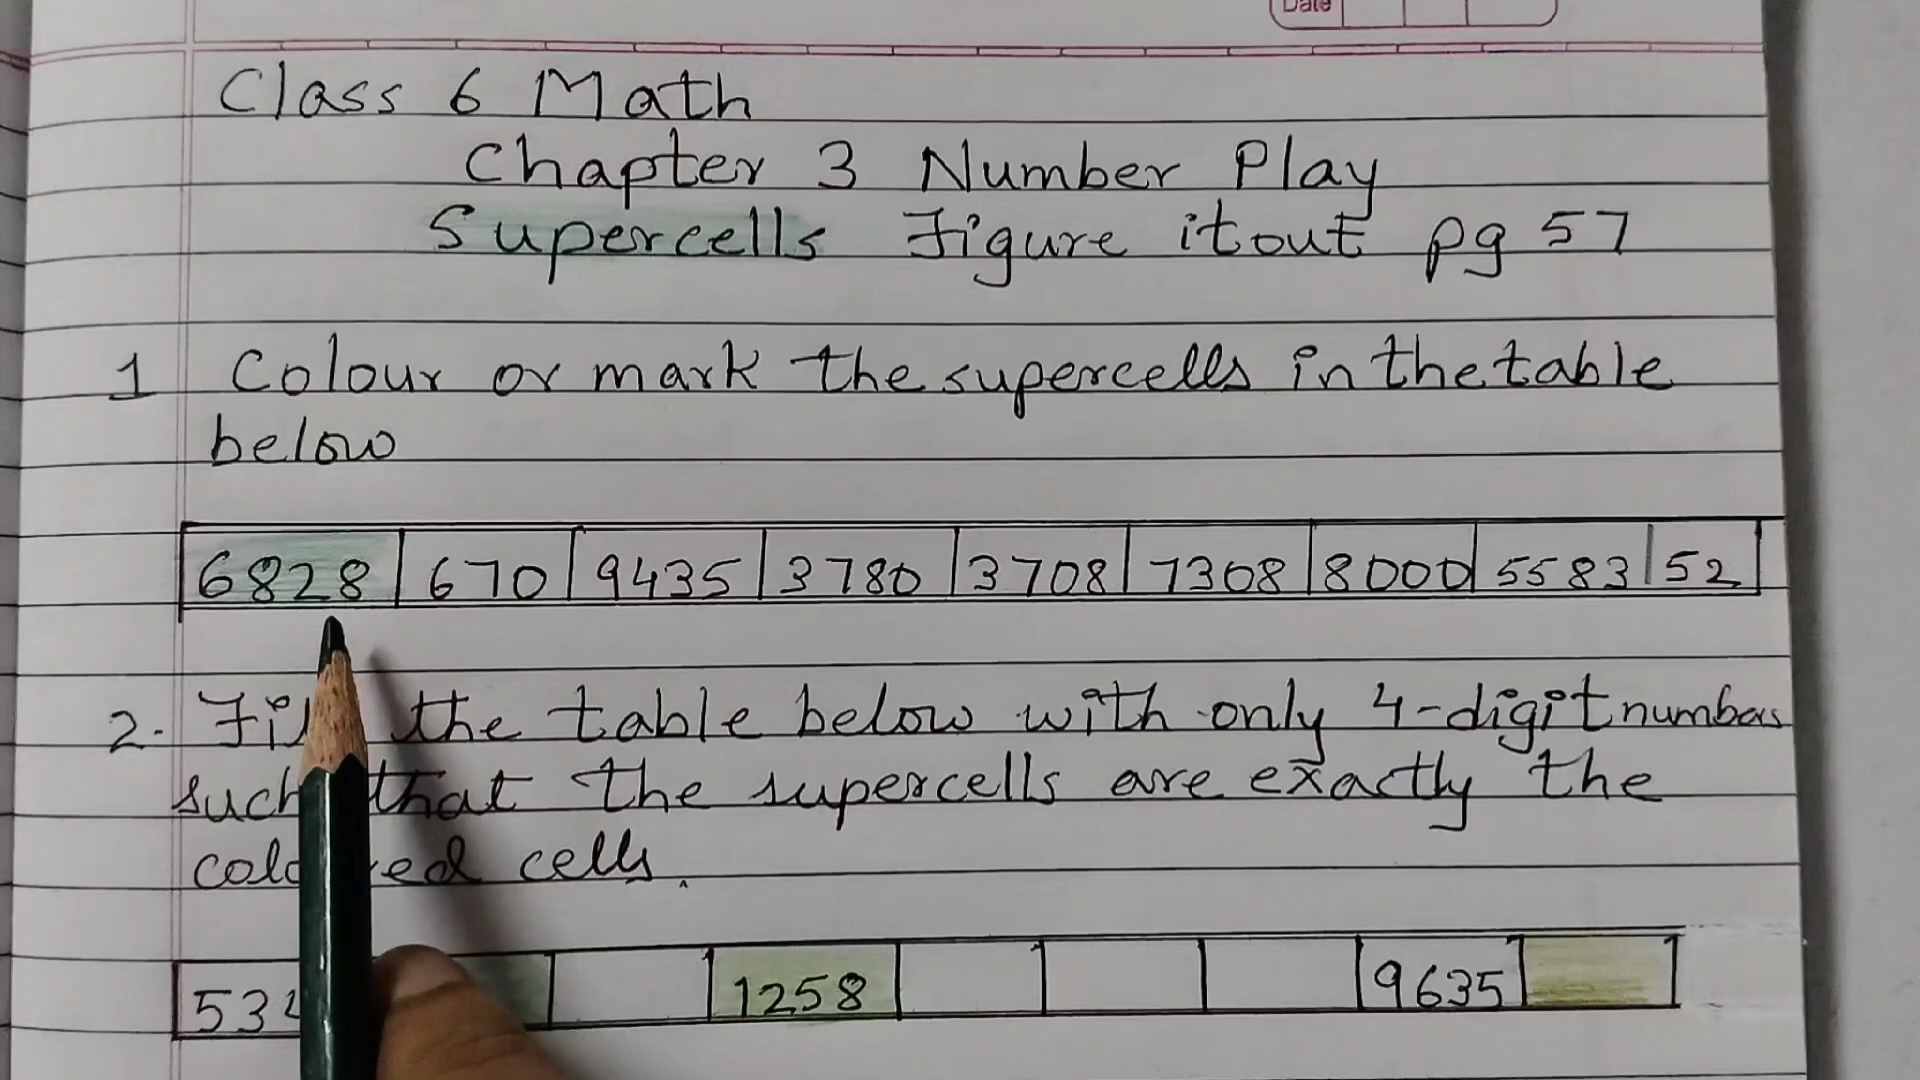 Date
Class 6 Math
Chapter 3 Number Play
Supercells Figure it out pg 57
1 Colour or mark the supercells in the table
below
6828 670 9435 3780 3708 7308 8000 5583 52
2. the table below with only 4-digit numbers
such that the supercells are exactly the
cells.
1258 9635